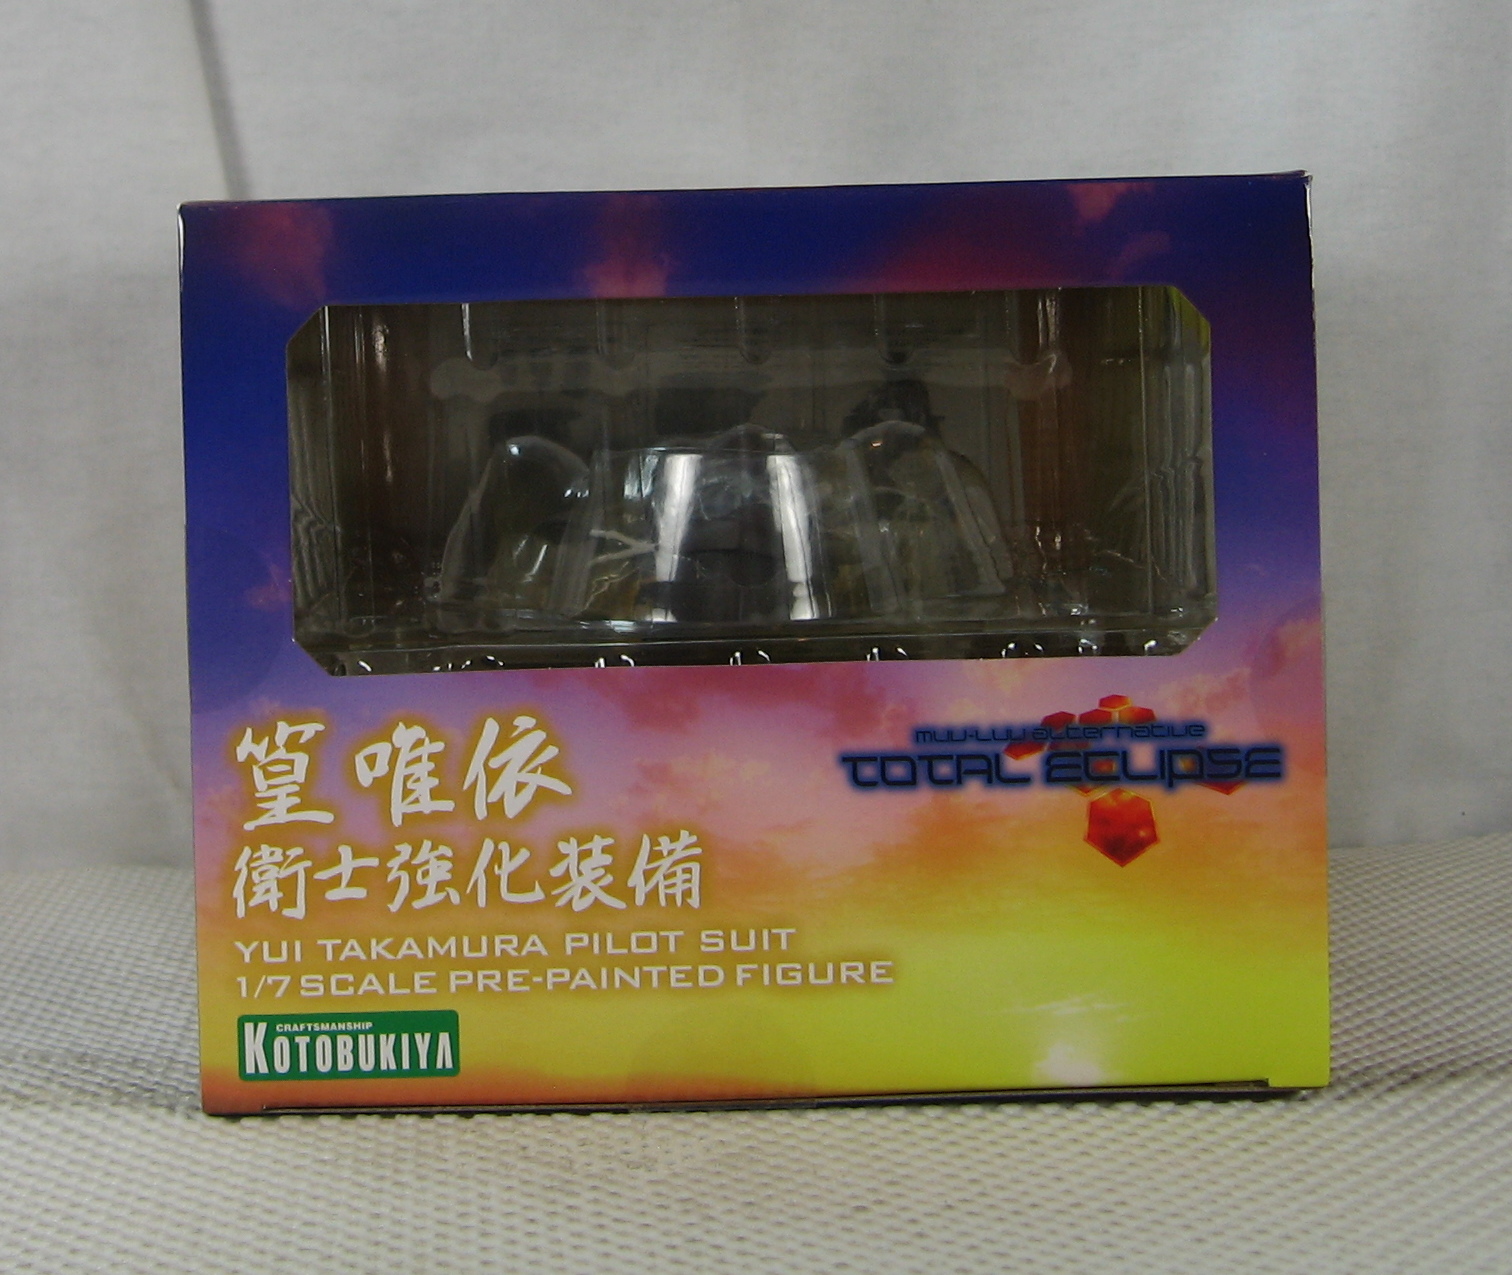 muv-luv alternative
TOTAL ECLIPSE
篁 唯依
衛士強化装備
YUI TAKAMURA PILOT SUIT
1/7 SCALE PRE-PAINTED FIGURE
CRAFTSMANSHIP
KOTOBUKIYA